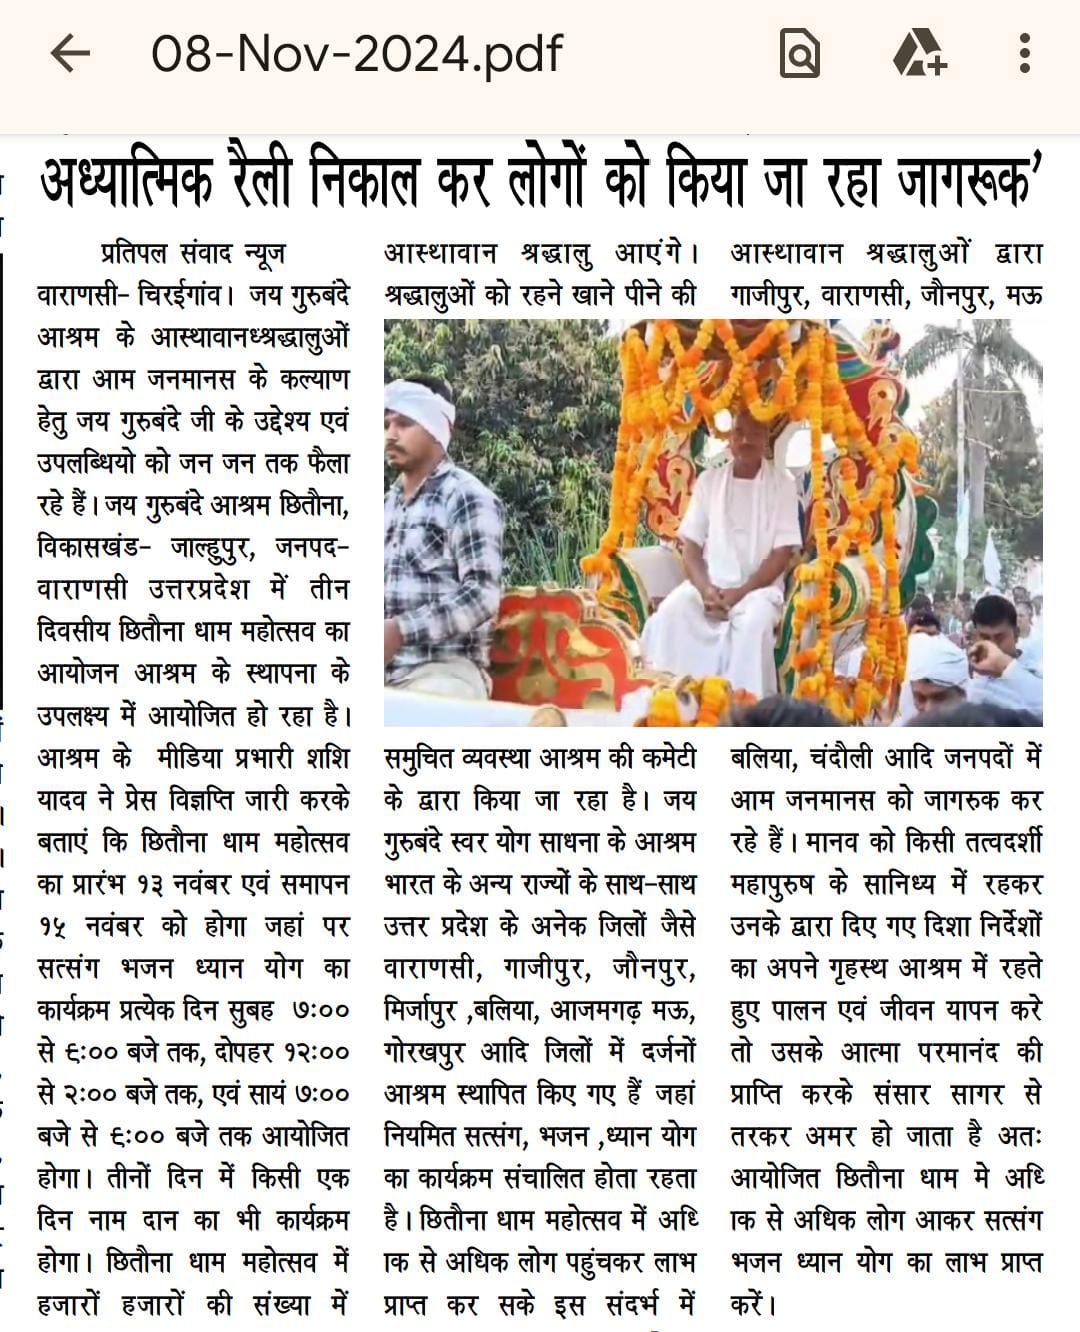 08-Nov-2024.pdf
अध्यात्मिक रैली निकाल कर लोगों को किया जा रहा जागरूक’
प्रतिपल संवाद न्यूज
वाराणसी- चिरईगांव। जय गुरुबंदे
आश्रम के आस्थावानध्श्रद्धालुओं
द्वारा आम जनमानस के कल्याण
हेतु जय गुरुबंदे जी के उद्देश्य एवं
उपलब्धियो को जन जन तक फैला
रहे हैं। जय गुरुबंदे आश्रम छितौना,
विकासखंड- जाल्हुपुर, जनपद-
वाराणसी उत्तरप्रदेश में तीन
दिवसीय छितौना धाम महोत्सव का
आयोजन आश्रम के स्थापना के
उपलक्ष्य में आयोजित हो रहा है।
आश्रम के मीडिया प्रभारी शशि
यादव ने प्रेस विज्ञप्ति जारी करके
बताएं कि छितौना धाम महोत्सव
का प्रारंभ १३ नवंबर एवं समापन
१५ नवंबर को होगा जहां पर
सत्संग भजन ध्यान योग का
कार्यक्रम प्रत्येक दिन सुबह ७:००
से ६:०० बजे तक, दोपहर १२:००
से २:०० बजे तक, एवं सायं ७:००
बजे से ६:०० बजे तक आयोजित
होगा। तीनों दिन में किसी एक
दिन नाम दान का भी कार्यक्रम
होगा। छितौना धाम महोत्सव में
हजारों हजारों की संख्या में
आस्थावान श्रद्धालु आएंगे।
श्रद्धालुओं को रहने खाने पीने की
समुचित व्यवस्था आश्रम की कमेटी
के द्वारा किया जा रहा है। जय
गुरुबंदे स्वर योग साधना के आश्रम
भारत के अन्य राज्यों के साथ-साथ
उत्तर प्रदेश के अनेक जिलों जैसे
वाराणसी, गाजीपुर, जौनपुर,
मिर्जापुर ,बलिया, आजमगढ़ मऊ,
गोरखपुर आदि जिलों में दर्जनों
आश्रम स्थापित किए गए हैं जहां
नियमित सत्संग, भजन ,ध्यान योग
का कार्यक्रम संचालित होता रहता
है। छितौना धाम महोत्सव में अधि
ाक से अधिक लोग पहुंचकर लाभ
प्राप्त कर सके इस संदर्भ में
आस्थावान श्रद्धालुओं द्वारा
गाजीपुर, वाराणसी, जौनपुर, मऊ
बलिया, चंदौली आदि जनपदों में
आम जनमानस को जागरुक कर
रहे हैं। मानव को किसी तत्वदर्शी
महापुरुष के सानिध्य में रहकर
उनके द्वारा दिए गए दिशा निर्देशों
का अपने गृहस्थ आश्रम में रहते
हुए पालन एवं जीवन यापन करे
तो उसके आत्मा परमानंद की
प्राप्ति करके संसार सागर से
तरकर अमर हो जाता है अतः
आयोजित छितौना धाम मे अधि
ाक से अधिक लोग आकर सत्संग
भजन ध्यान योग का लाभ प्राप्त
करें।